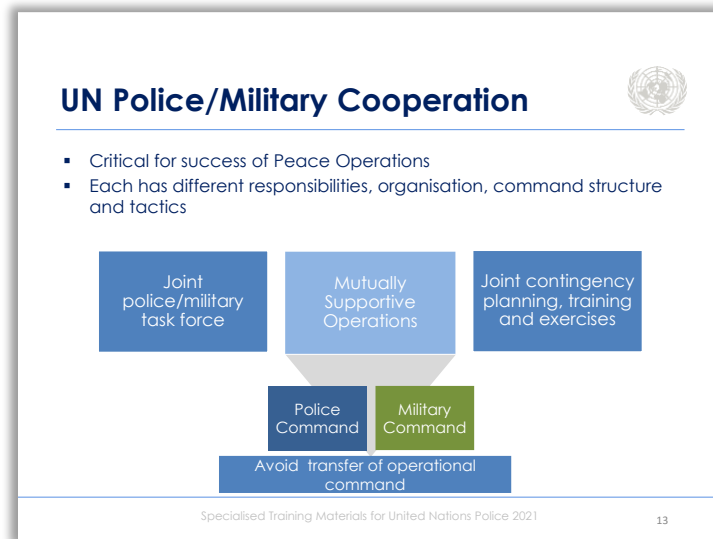 UN Police/Military Cooperation
▪ Critical for success of Peace Operations
▪ Each has different responsibilities, organisation, command structure
and tactics
Joint
police/military
task force
Mutually
Supportive
Operations
Joint contingency
planning, training
and exercises
Police
Command
Military
Command
Avoid transfer of operational
command
Specialised Training Materials for United Nations Police 2021
13